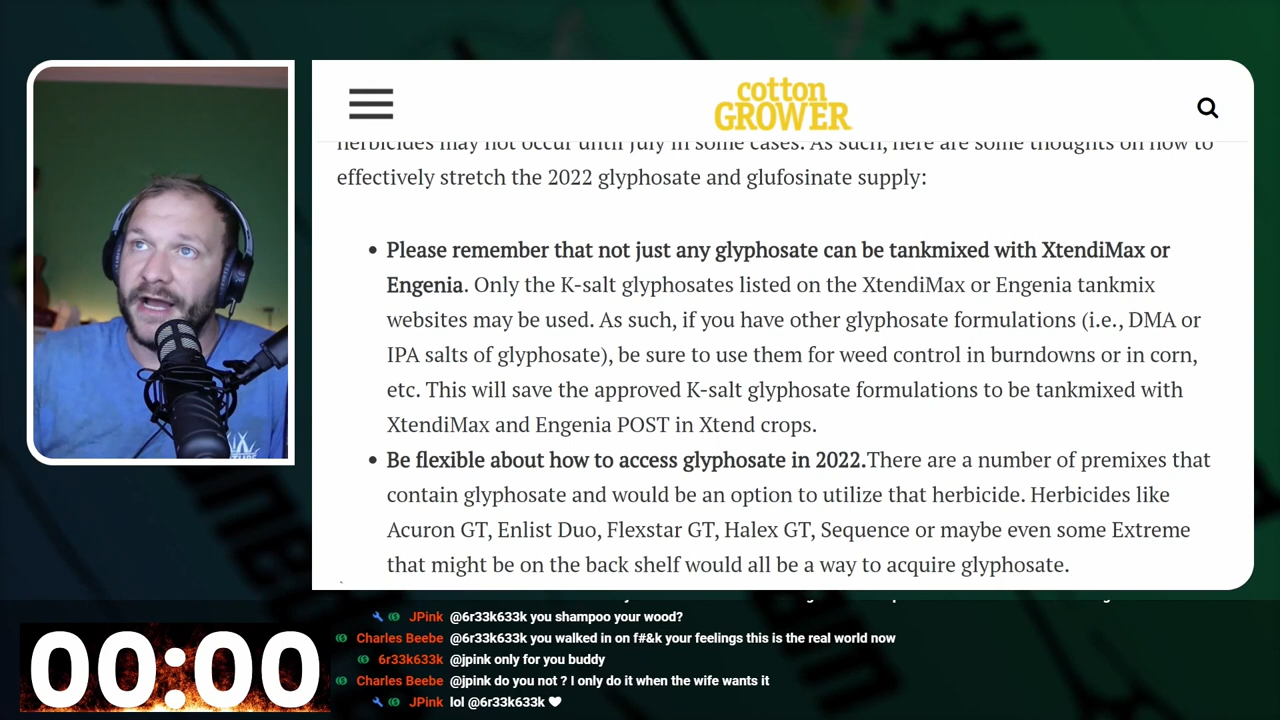 cotton
GROWER
herbicides may not occur until July in some cases. As such, here are some thoughts on how to
effectively stretch the 2022 glyphosate and glufosinate supply:
• Please remember that not just any glyphosate can be tankmixed with XtendiMax or
Engenia. Only the K-salt glyphosates listed on the XtendiMax or Engenia tankmix
websites may be used. As such, if you have other glyphosate formulations (i.e., DMA or
IPA salts of glyphosate), be sure to use them for weed control in burndowns or in corn,
etc. This will save the approved K-salt glyphosate formulations to be tankmixed with
XtendiMax and Engenia POST in Xtend crops.
• Be flexible about how to access glyphosate in 2022.There are a number of premixes that
contain glyphosate and would be an option to utilize that herbicide. Herbicides like
Acuron GT, Enlist Duo, Flexstar GT, Halex GT, Sequence or maybe even some Extreme
that might be on the back shelf would all be a way to acquire glyphosate.
JPink @6r33k633k you shampoo your wood?
Charles Beebe @6r33k633k you walked in on f#&k your feelings this is the real world now
6r33k633k @jpink only for you buddy
Charles Beebe @jpink do you not ? I only do it when the wife wants it
JPink lol @6r33k633k 🤍
00:00